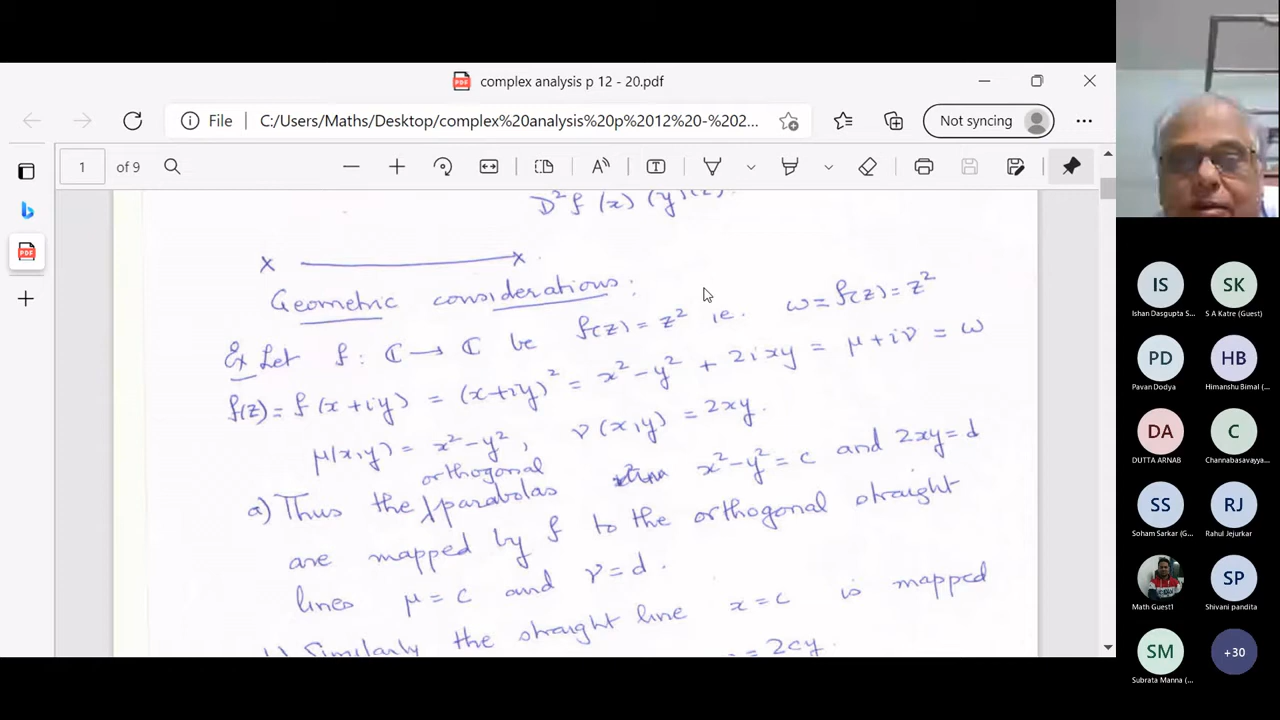 complex analysis p 12 - 20.pdf
File C:/Users/Maths/Desktop/complex%20analysis%20p%2012%20-%202... Not syncing
1 of 9
D²f (x) (y)(z).
x ——— x.
Geometric considerations:
Ex Let f: ℂ → ℂ be f(z) = z² ie. ω = f(z) = z²
f(z) = f(x+iy) = (x+iy)² = x²-y² + 2ixy = μ+iν = ω
μ(x,y) = x²-y², ν(x,y) = 2xy.
a) Thus the orthogonal parabolas x²-y² = c and 2xy = d
are mapped by f to the orthogonal straight
lines μ = c and ν = d.
b) Similarly the straight line x = c is mapped
= 2cy.
IS
Ishan Dasgupta S...
SK
S A Katre (Guest)
PD
Pavan Dodya
HB
Himanshu Bimal (...
DA
DUTTA ARNAB
C
Channabasavayya...
SS
Soham Sarkar (G...
RJ
Rahul Jejurkar
Math Guest1
SP
Shivani pandita
SM
Subrata Manna (...
+30